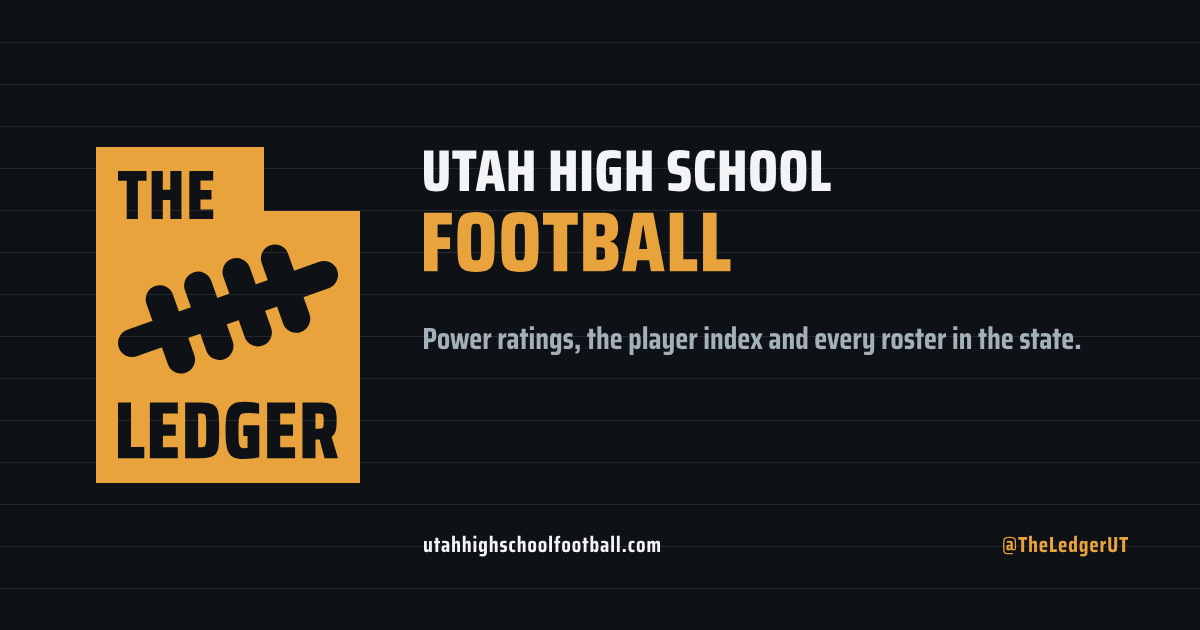 THE
LEDGER
UTAH HIGH SCHOOL
FOOTBALL
Power ratings, the player index and every roster in the state.
utahhighschoolfootball.com
@TheLedgerUT